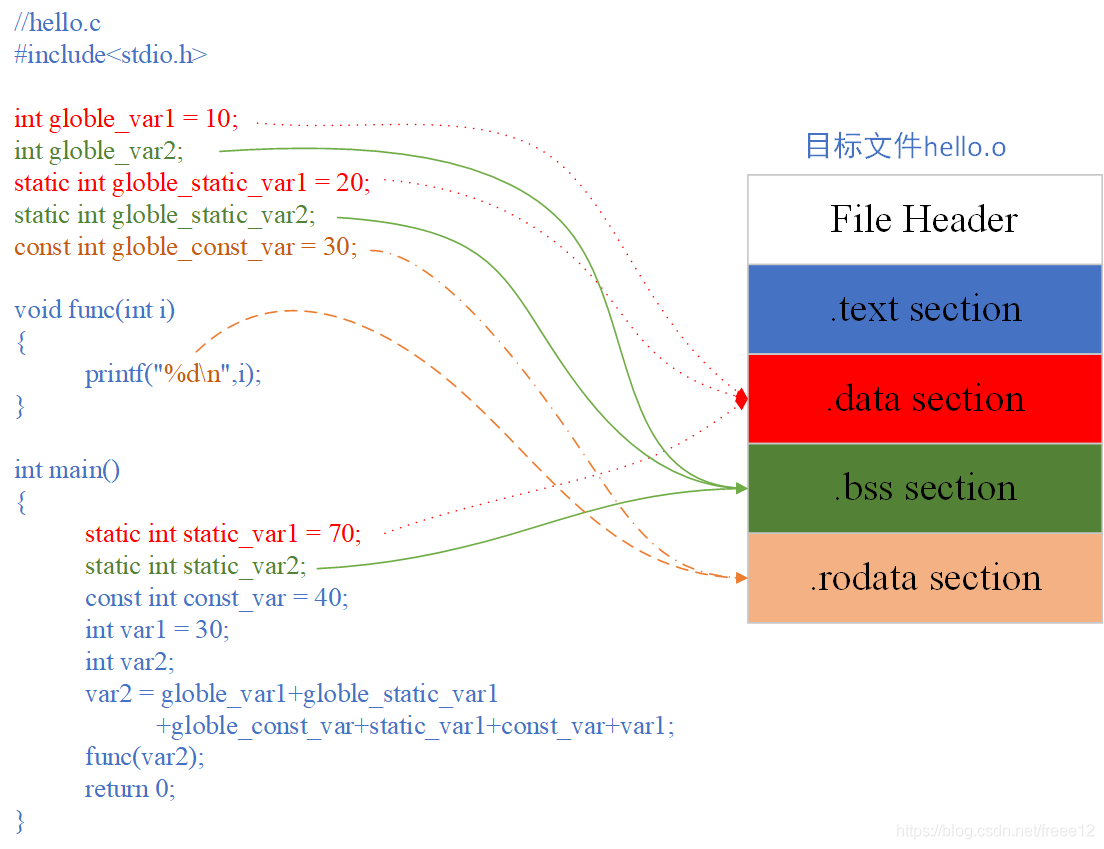 //hello.c
#include<stdio.h>
int globle_var1 = 10;
int globle_var2;
static int globle_static_var1 = 20;
static int globle_static_var2;
const int globle_const_var = 30;
void func(int i)
{
printf("%d\n",i);
}
int main()
{
static int static_var1 = 70;
static int static_var2;
const int const_var = 40;
int var1 = 30;
int var2;
var2 = globle_var1+globle_static_var1
+globle_const_var+static_var1+const_var+var1;
func(var2);
return 0;
}
目标文件hello.o
File Header
.text section
.data section
.bss section
.rodata section
https://blog.csdn.net/freee12